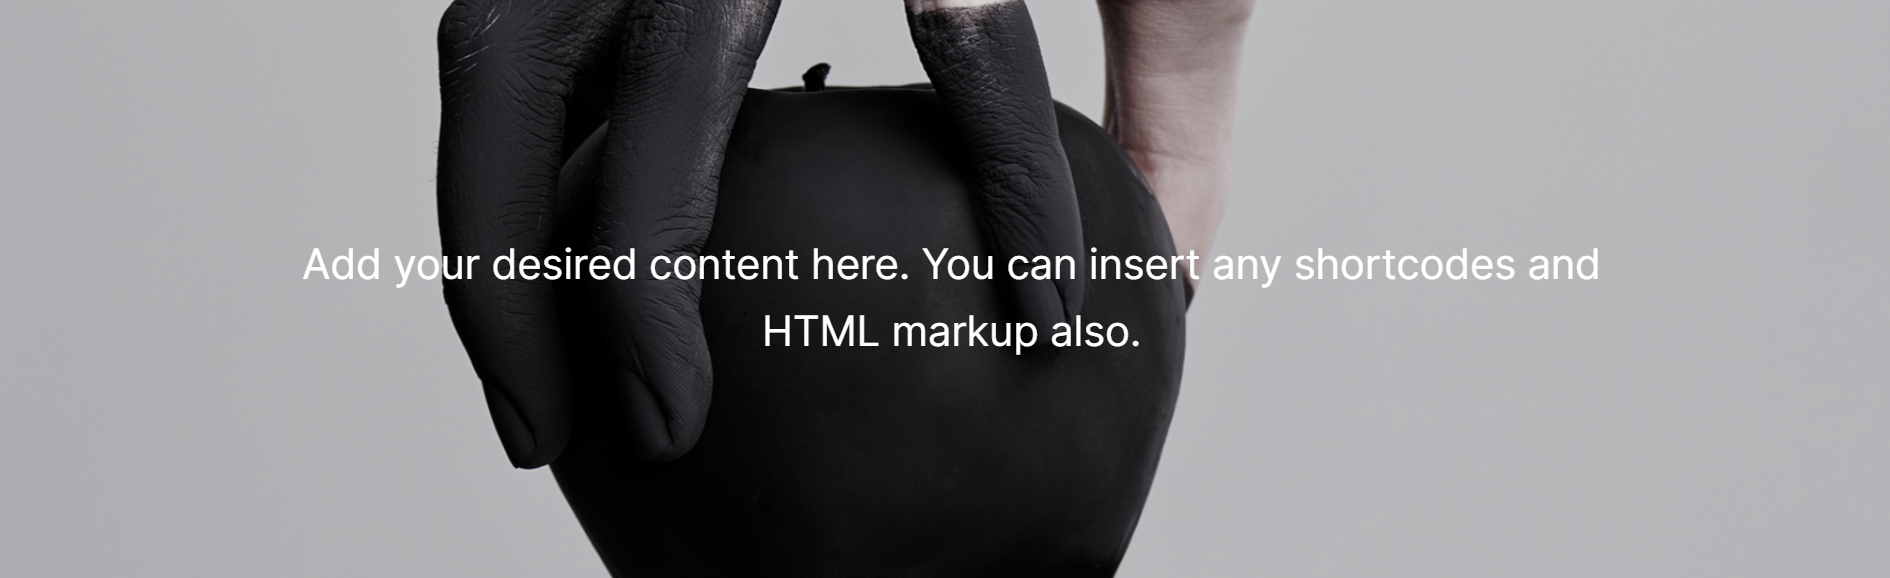 Add your desired content here. You can insert any shortcodes and
HTML markup also.